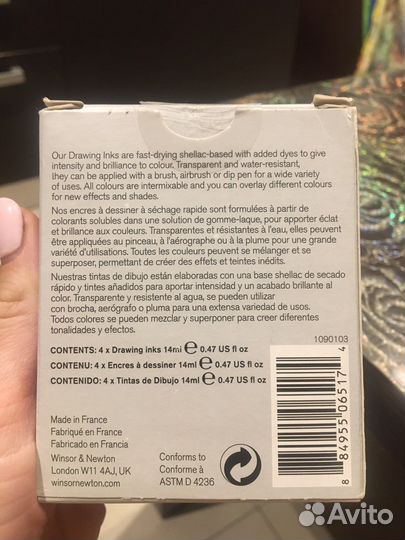 Our Drawing Inks are fast-drying shellac-based with added dyes to give
intensity and brilliance to colour. Transparent and water-resistant,
they can be applied with a brush, airbrush or dip pen for a wide variety
of uses. All colours are intermixable and you can overlay different colours
for new effects and shades.
Nos encres à dessiner à séchage rapide sont formulées à partir de
colorants solubles dans une solution de gomme-laque, pour apporter éclat
et brillance aux couleurs. Transparentes et résistantes à l'eau, elles peuvent
être appliquées au pinceau, à l'aérographe ou à la plume pour une grande
variété d'utilisations. Toutes les couleurs peuvent se mélanger et se
superposer, permettant de créer des effets et teintes inédits.
Nuestras tintas de dibujo están elaboradas con una base shellac de secado
rápido y tintes añadidos para aportar intensidad y un acabado brillante al
color. Transparente y resistente al agua, se pueden utilizar
con brocha, aerógrafo o pluma para una extensa variedad de usos.
Todos colores se pueden mezclar y superponer para crear diferentes
tonalidades y efectos.
1090103
CONTENTS: 4 x Drawing inks 14ml ℮ 0.47 US fl oz
CONTENU: 4 x Encres à dessiner 14ml ℮ 0.47 US fl oz
CONTENIDO: 4 x Tintas de Dibujo 14ml ℮ 0.47 US fl oz
Made in France
Fabriqué en France
Fabricado en Francia
Winsor & Newton
London W11 4AJ, UK
winsornewton.com
Conforms to
Conforme à
ASTM D 4236
8 84955 06517 4
Avito